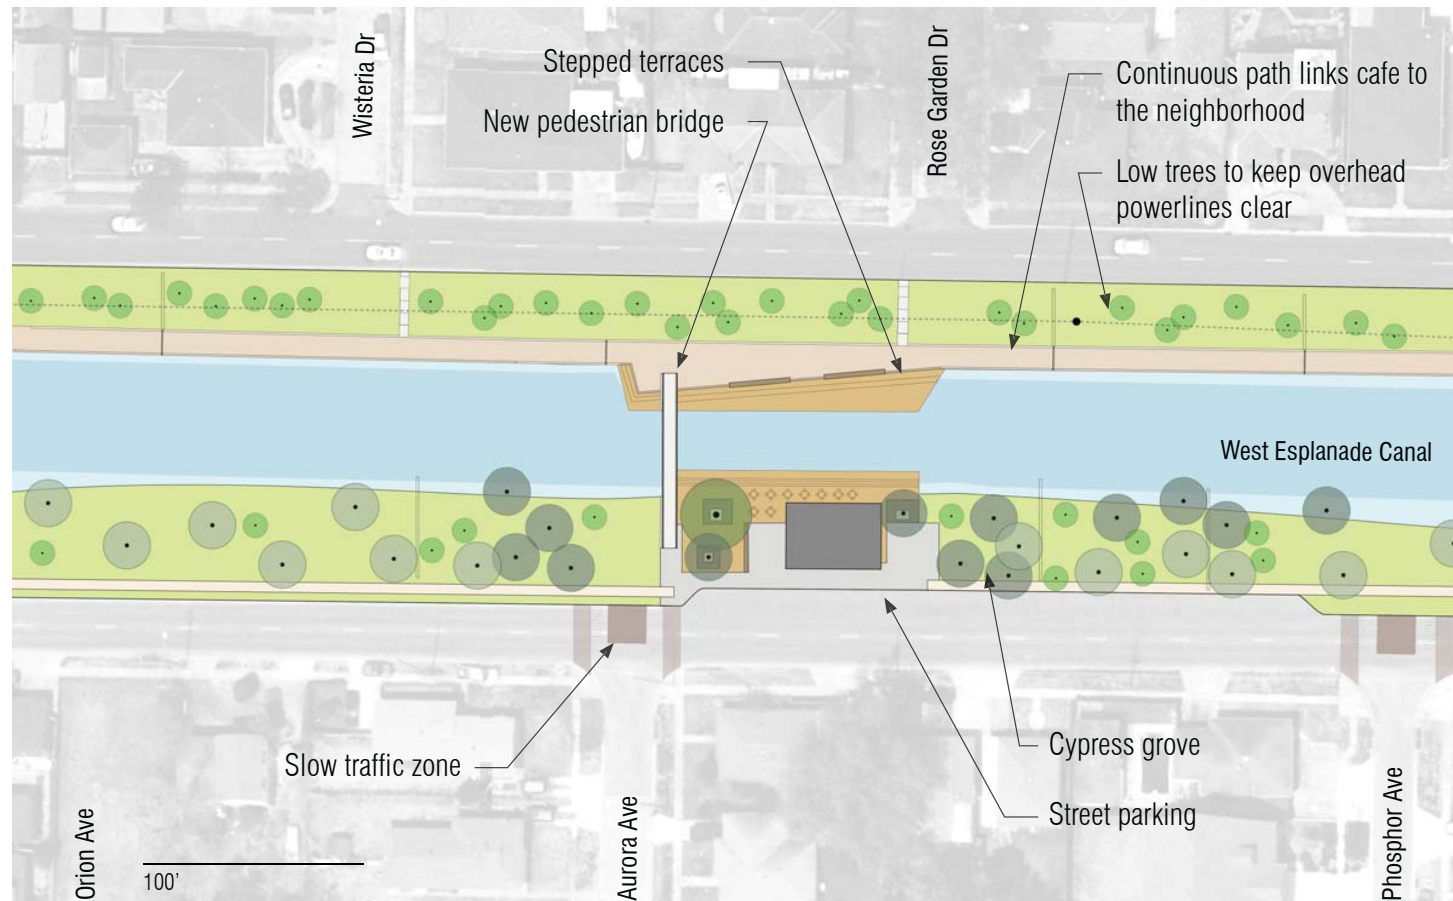 Wisteria Dr
Stepped terraces
New pedestrian bridge
Rose Garden Dr
Continuous path links cafe to
the neighborhood
Low trees to keep overhead
powerlines clear
West Esplanade Canal
Slow traffic zone
Cypress grove
Street parking
Orion Ave
100’
Aurora Ave
Phosphor Ave